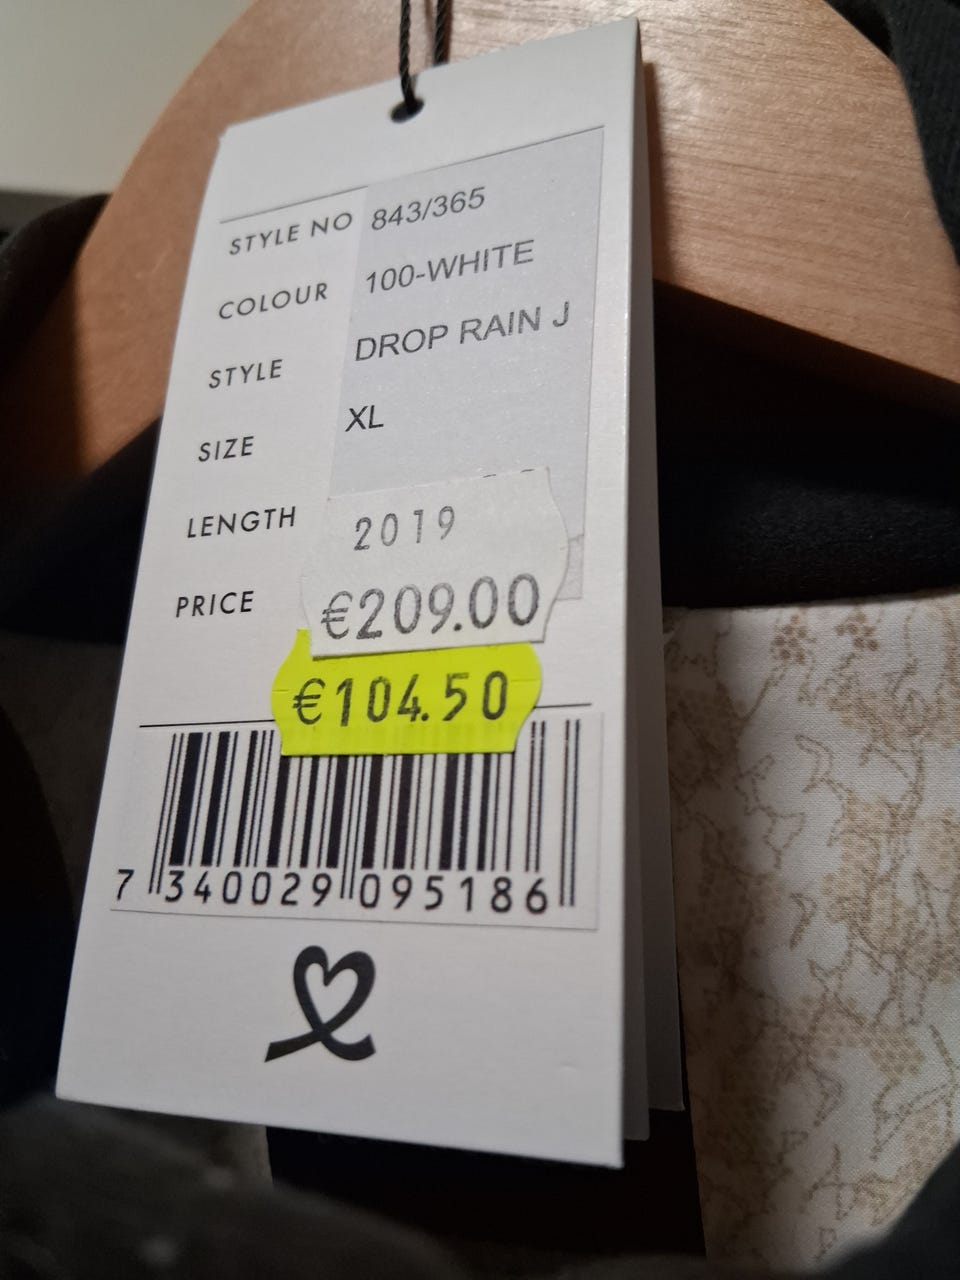 STYLE NO 843/365
COLOUR 100-WHITE
STYLE DROP RAIN J
SIZE XL
LENGTH
2019
PRICE €209.00
€104.50
7 340029 095186